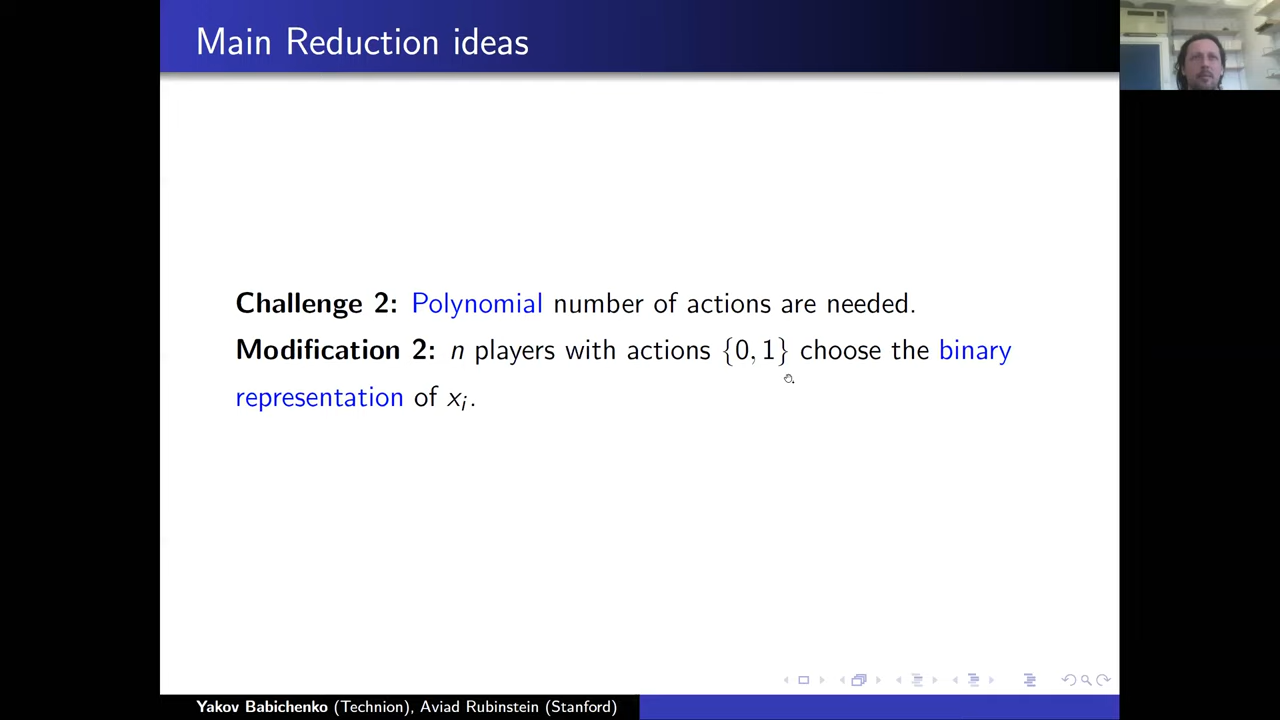 Main Reduction ideas
Challenge 2: Polynomial number of actions are needed.
Modification 2: n players with actions {0, 1} choose the binary
representation of xᵢ.
Yakov Babichenko (Technion), Aviad Rubinstein (Stanford)